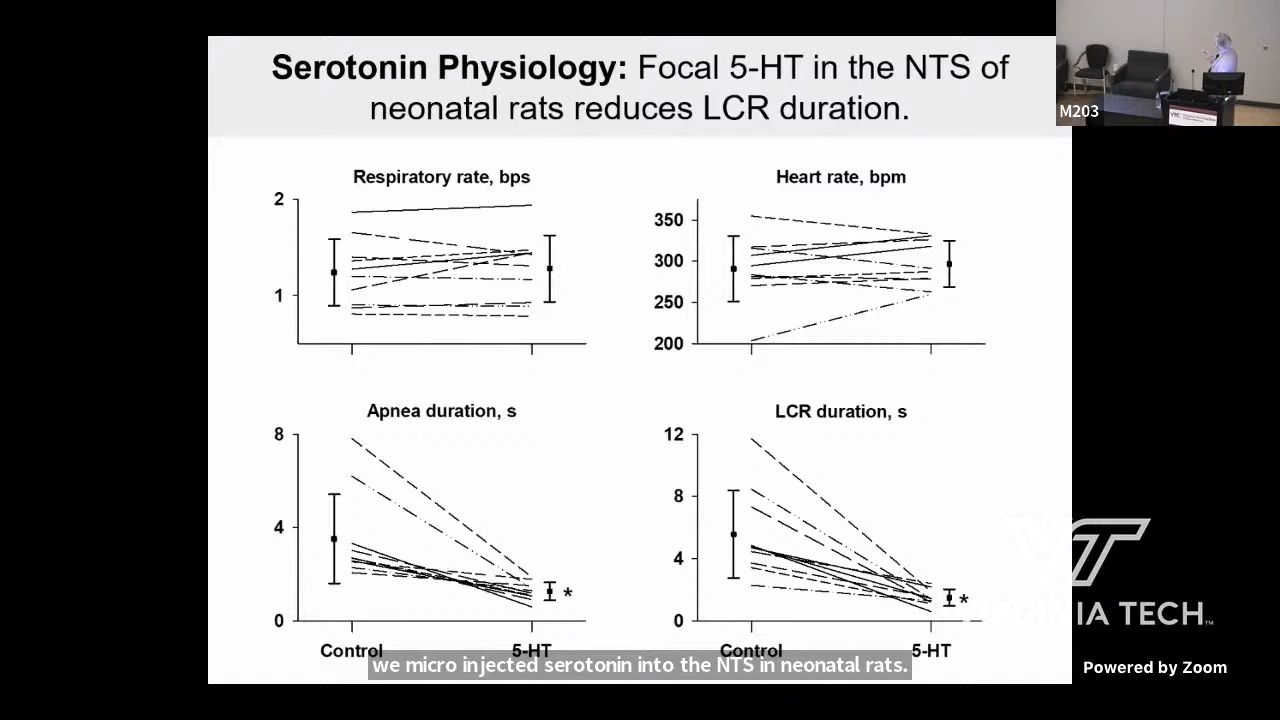 Serotonin Physiology: Focal 5-HT in the NTS of
neonatal rats reduces LCR duration.
M203
Respiratory rate, bps
2
1
Heart rate, bpm
350
300
250
200
Apnea duration, s
8
4
0
*
Control
5-HT
LCR duration, s
12
8
4
0
*
Control
5-HT
we micro injected serotonin into the NTS in neonatal rats.
VT
VIRGINIA TECH™
Powered by Zoom